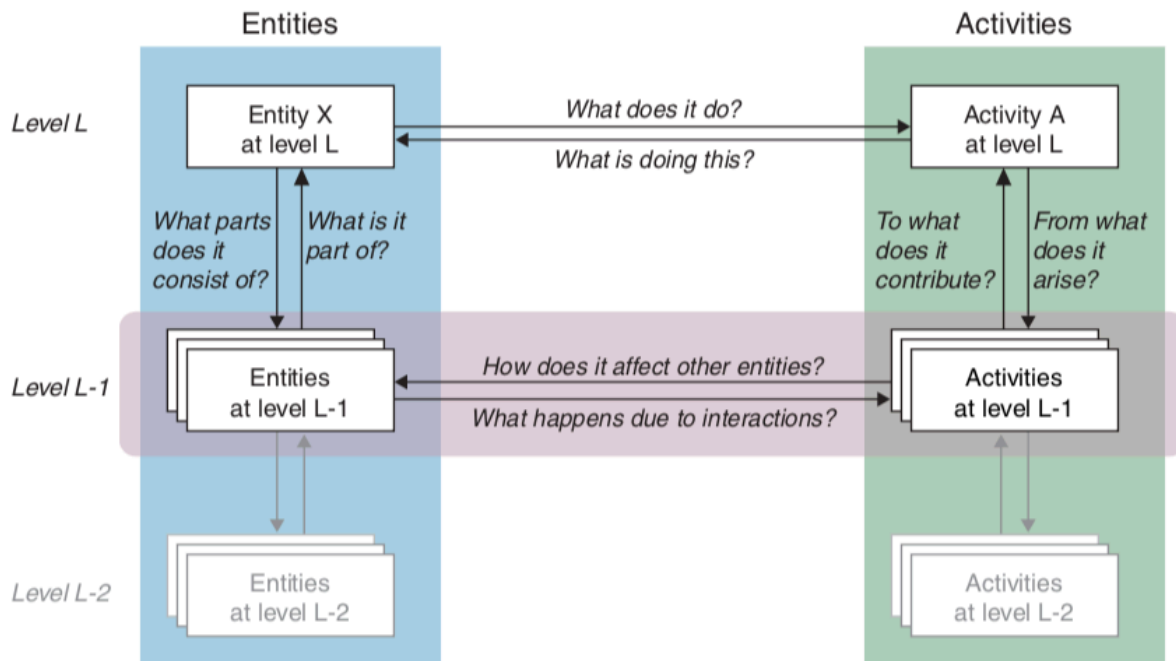 Entities
Activities
Level L
Entity X
at level L
What does it do?
What is doing this?
Activity A
at level L
What parts
does it
consist of?
What is it
part of?
To what
does it
contribute?
From what
does it
arise?
Level L-1
Entities
at level L-1
How does it affect other entities?
What happens due to interactions?
Activities
at level L-1
Level L-2
Entities
at level L-2
Activities
at level L-2